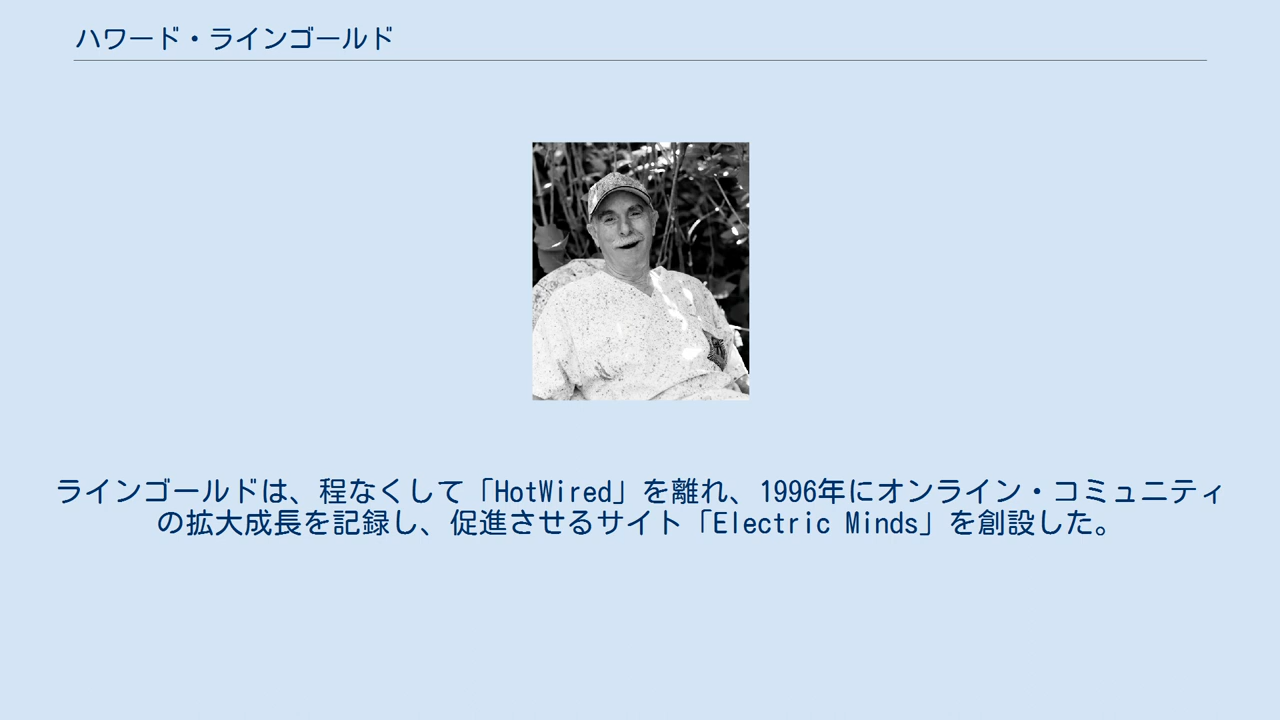 ハワード・ラインゴールド
ラインゴールドは、程なくして「HotWired」を離れ、1996年にオンライン・コミュニティ
の拡大成長を記録し、促進させるサイト「Electric Minds」を創設した。